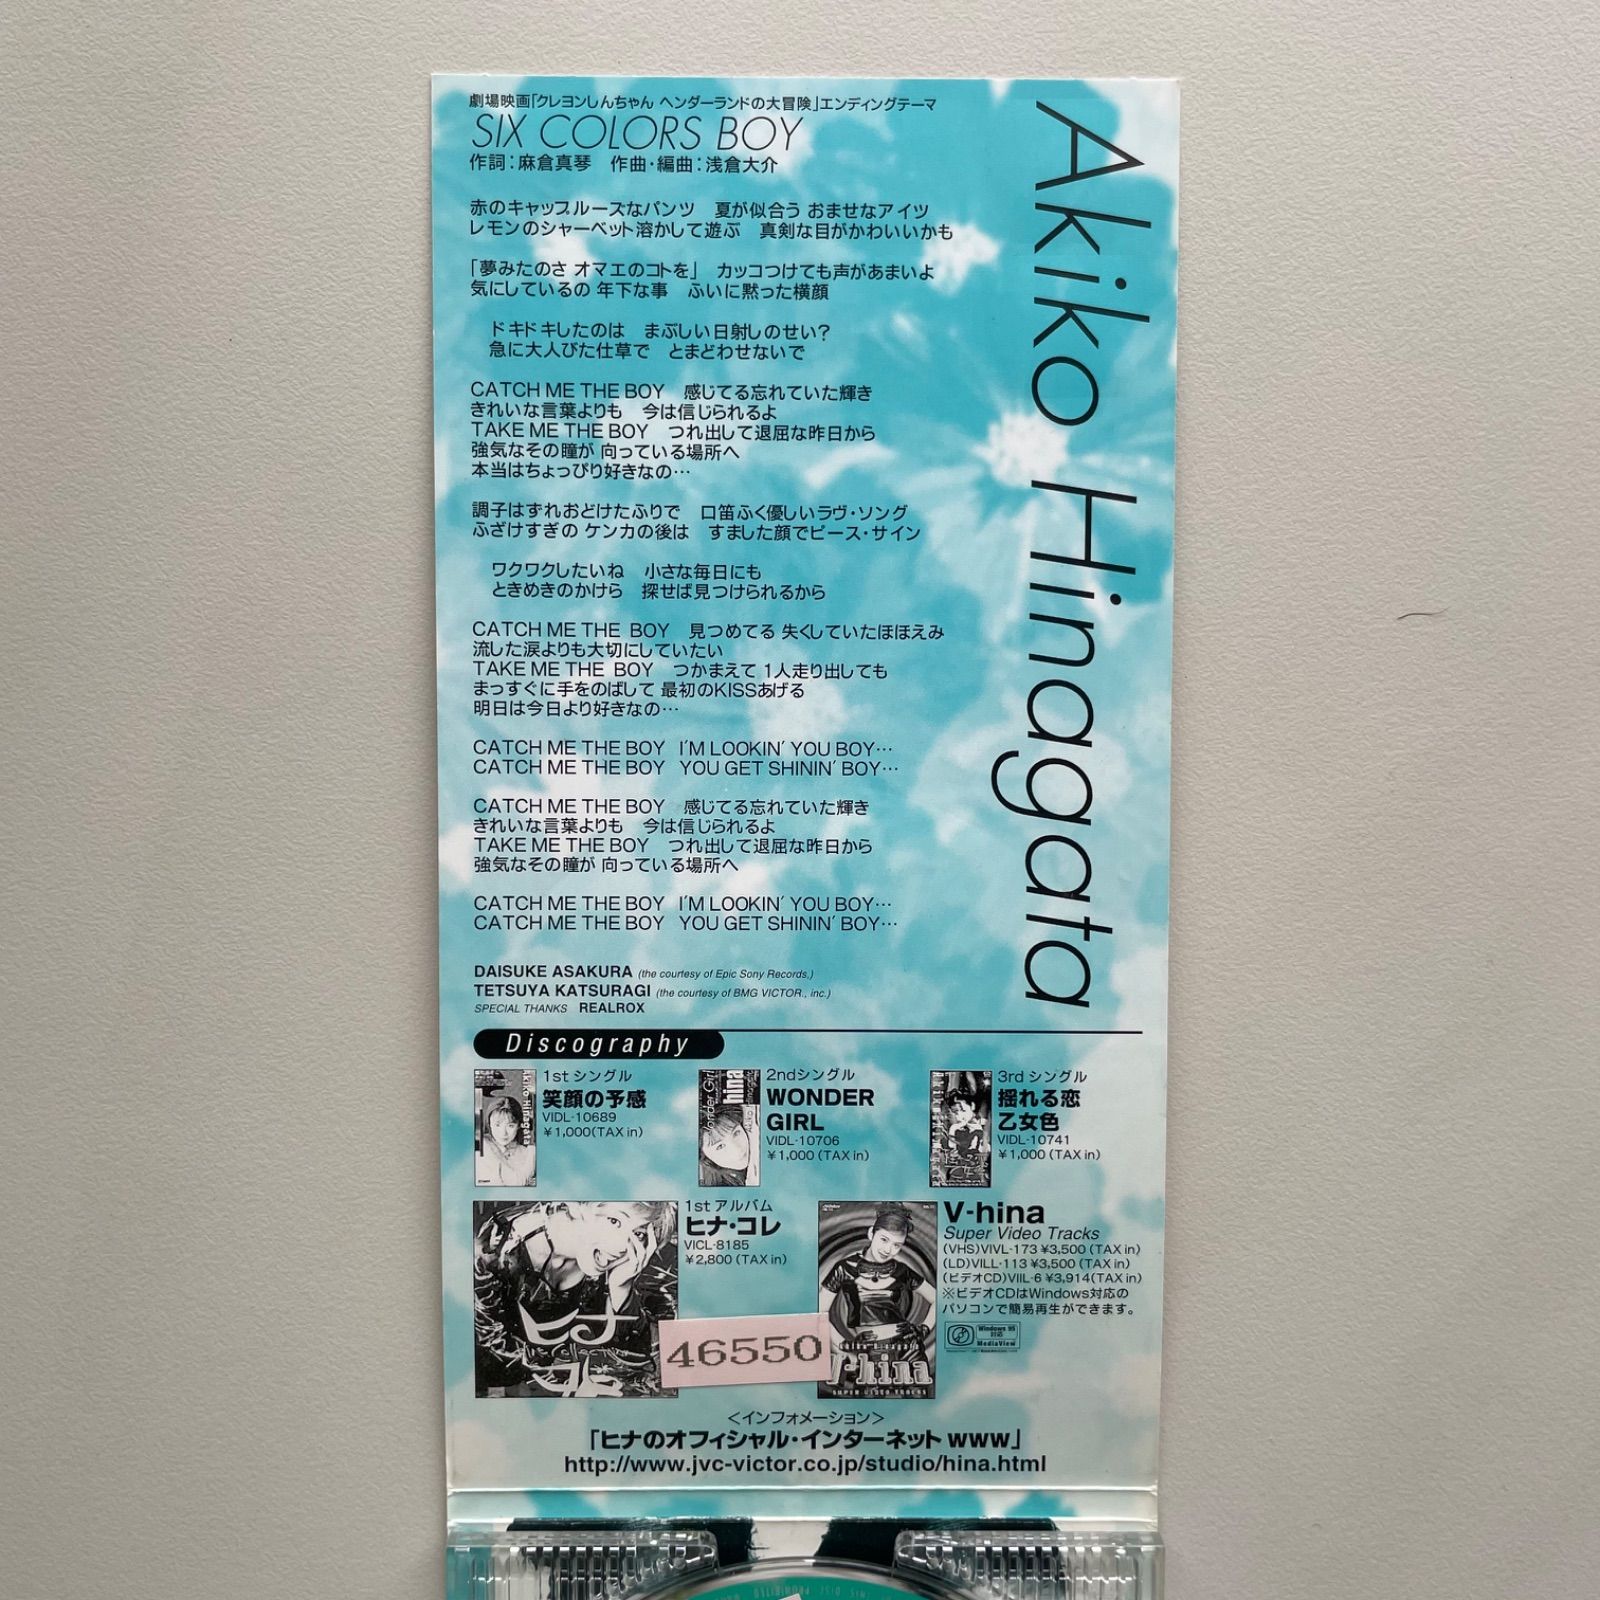 劇場映画「クレヨンしんちゃん ヘンダーランドの大冒険」エンディングテーマ
SIX COLORS BOY
作詞：麻倉真琴　作曲・編曲：浅倉大介
Akiko Hinagata
赤のキャップルーズなパンツ　夏が似合う おませなアイツ
レモンのシャーベット溶かして遊ぶ　真剣な目がかわいいかも
「夢みたのさ オマエのコトを」　カッコつけても声があまいよ
気にしているの 年下な事　ふいに黙った横顔
ドキドキしたのは　まぶしい日射しのせい？
急に大人びた仕草で　とまどわせないで
CATCH ME THE BOY　感じてる忘れていた輝き
きれいな言葉よりも　今は信じられるよ
TAKE ME THE BOY　つれ出して退屈な昨日から
強気なその瞳が 向っている場所へ
本当はちょっぴり好きなの…
調子はずれおどけたふりで　口笛ふく優しいラヴ・ソング
ふざけすぎの ケンカの後は　すました顔でピース・サイン
ワクワクしたいね　小さな毎日にも
ときめきのかけら　探せば見つけられるから
CATCH ME THE BOY　見つめてる 失くしていたほほえみ
流した涙よりも大切にしていたい
TAKE ME THE BOY　つかまえて 1人走り出しても
まっすぐに手をのばして 最初のKISSあげる
明日は今日より好きなの…
CATCH ME THE BOY　I'M LOOKIN' YOU BOY…
CATCH ME THE BOY　YOU GET SHININ' BOY…
CATCH ME THE BOY　感じてる忘れていた輝き
きれいな言葉よりも　今は信じられるよ
TAKE ME THE BOY　つれ出して退屈な昨日から
強気なその瞳が 向っている場所へ
CATCH ME THE BOY　I'M LOOKIN' YOU BOY…
CATCH ME THE BOY　YOU GET SHININ' BOY…
DAISUKE ASAKURA (the courtesy of Epic Sony Records,)
TETSUYA KATSURAGI (the courtesy of BMG VICTOR., inc.)
SPECIAL THANKS REALROX
Discography
1st シングル
笑顔の予感
VIDL-10689
￥1,000(TAX in)
2ndシングル
WONDER
GIRL
VIDL-10706
￥1,000 (TAX in)
3rd シングル
揺れる恋
乙女色
VIDL-10741
￥1,000 (TAX in)
1st アルバム
ヒナ・コレ
VICL-8185
￥2,800 (TAX in)
V-hina
Super Video Tracks
(VHS)VIVL-173 ¥3,500 (TAX in)
(LD)VILL-113 ¥3,500 (TAX in)
(ビデオCD)VIIL-6 ¥3,914(TAX in)
※ビデオCDはWindows対応の
パソコンで簡易再生ができます。
Windows 95
対応
MediaView
V-hina
SUPER VIDEO TRACKS
46550
＜インフォメーション＞
「ヒナのオフィシャル・インターネット www」
http://www.jvc-victor.co.jp/studio/hina.html